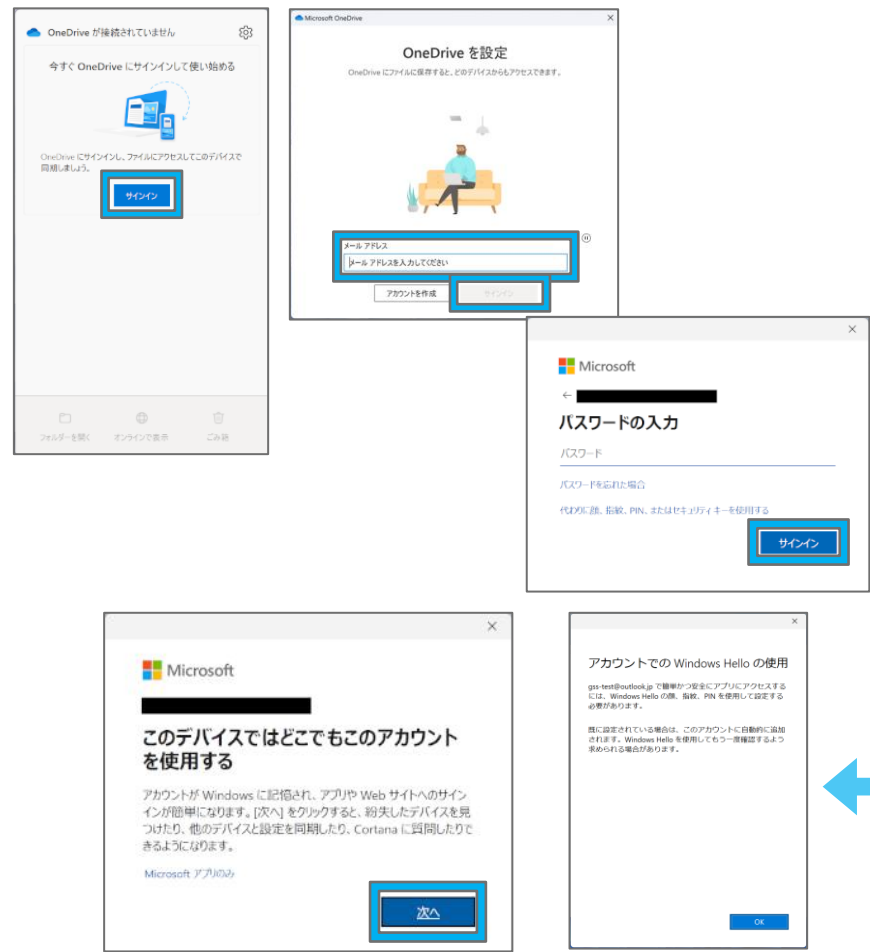 OneDrive が接続されていません
今すぐ OneDrive にサインインして使い始める
OneDrive にサインインし、ファイルにアクセスしてこのデバイスで
同期しましょう。
サインイン
フォルダーを開く
オンラインで表示
ごみ箱
Microsoft OneDrive
OneDrive を設定
OneDrive にファイルに保存すると、どのデバイスからもアクセスできます。
メール アドレス
メール アドレスを入力してください
アカウントを作成
サインイン
Microsoft
パスワードの入力
パスワード
パスワードを忘れた場合
代わりに顔、指紋、PIN、またはセキュリティ キーを使用する
サインイン
Microsoft
このデバイスではどこでもこのアカウント
を使用する
アカウントが Windows に記憶され、アプリや Web サイトへのサイン
インが簡単になります。[次へ] をクリックすると、紛失したデバイスを見
つけたり、他のデバイスと設定を同期したり、Cortana に質問したりで
きるようになります。
Microsoft アプリのみ
次へ
アカウントでの Windows Hello の使用
gss-test@outlook.jp で簡単かつ安全にアプリにアクセスする
には、Windows Hello の顔、指紋、PIN を使用して設定する
必要があります。
既に設定されている場合は、このアカウントに自動的に追加
されます。Windows Hello を使用してもう一度確認するよう
求められる場合があります。
OK